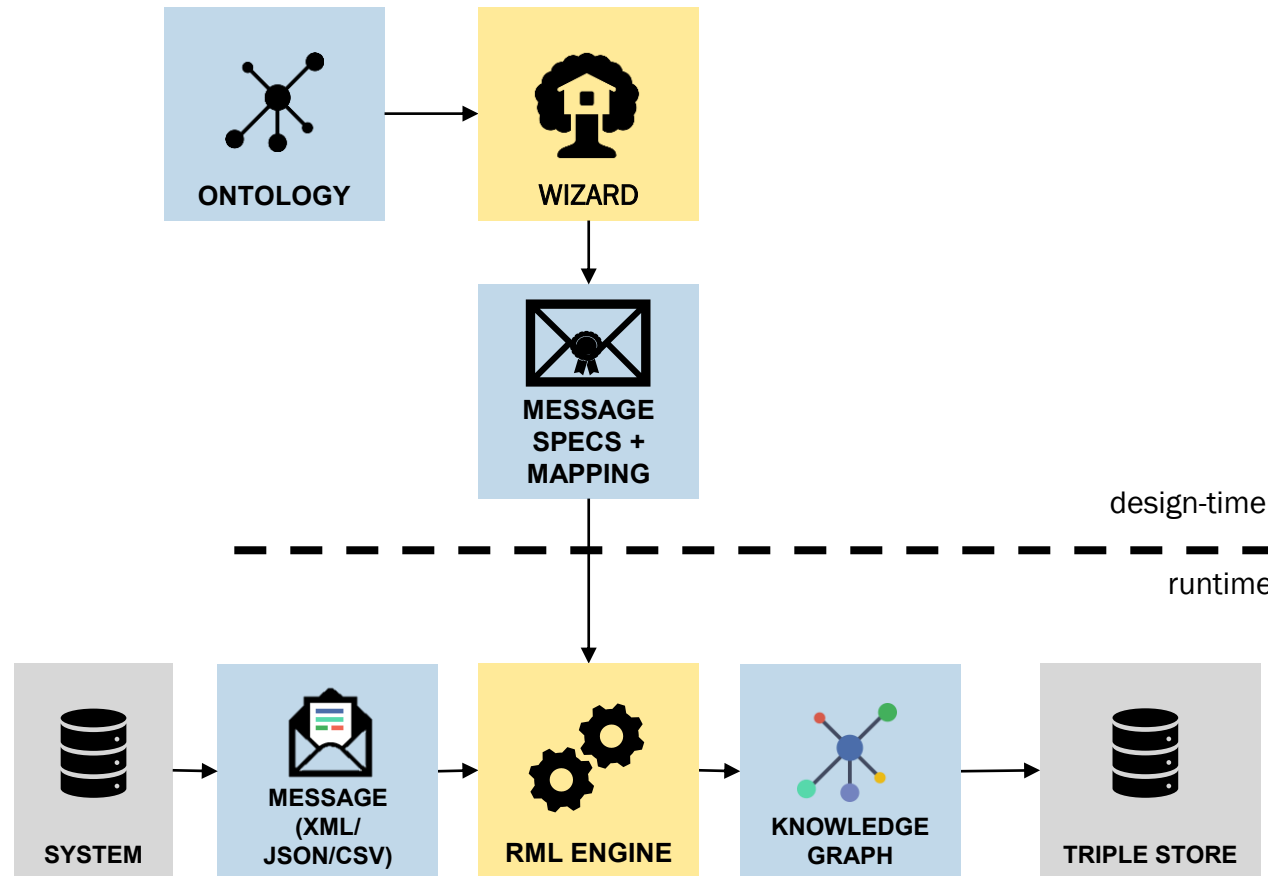 ONTOLOGY
WIZARD
MESSAGE
SPECS +
MAPPING
design-time
runtime
SYSTEM
MESSAGE
(XML/
JSON/CSV)
RML ENGINE
KNOWLEDGE
GRAPH
TRIPLE STORE